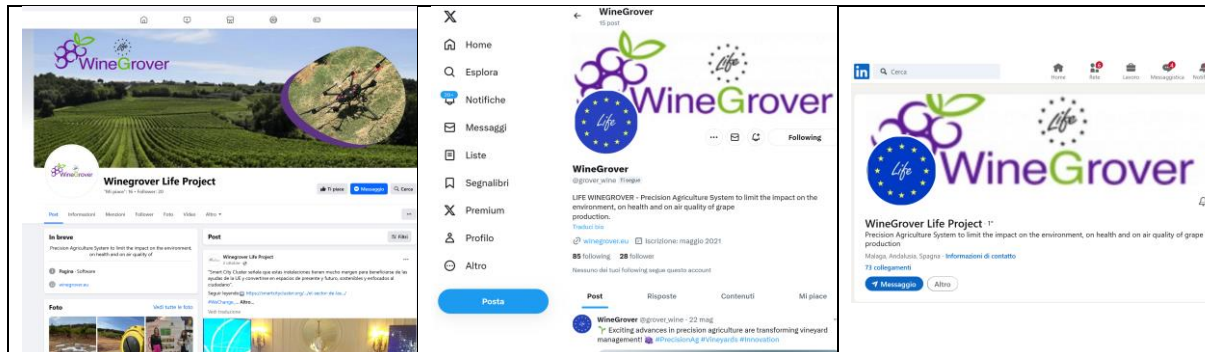 Life
WineGrover
WineGrover
Winegrover Life Project
"Mi piace": 16 • Follower: 20
Ti piace
Messaggio
Cerca
Post
Informazioni
Menzioni
Follower
Foto
Video
Altro
In breve
Precision Agriculture System to limit the impact on the environment,
on health and on air quality of
Pagina · Software
winegrover.eu
Foto
Vedi tutte le foto
Post
Filtri
Winegrover Life Project
"Smart City Cluster señala que estas instalaciones tienen mucho margen para beneficiarse de las
ayudas de la UE y convertirse en espacios de presente y futuro, sostenibles y enfocados al
ciudadano".
Seguir leyendo
#WeChange_... Altro...
Vedi traduzione
Home
Esplora
Notifiche
Messaggi
Liste
Segnalibri
Premium
Profilo
Altro
Posta
WineGrover
15 post
Life
WineGrover
Life
Following
WineGrover
@grover_wine Ti segue
LIFE WINEGROVER - Precision Agriculture System to limit the impact on the
environment, on health and on air quality of grape
production.
Traduci bio
winegrover.eu Iscrizione: maggio 2021
85 following 28 follower
Nessuno dei tuoi following segue questo account
Post
Risposte
Contenuti
Mi piace
WineGrover @grover_wine · 22 mag
Exciting advances in precision agriculture are transforming vineyard
management! #PrecisionAg #Vineyards #Innovation
in
Cerca
Home
Rete
Lavoro
Messaggistica
Life
WineGrover
Life
WineGrover Life Project · 1°
Precision Agriculture System to limit the impact on the environment, on health and on air quality of grape
production
Malaga, Andalusia, Spagna · Informazioni di contatto
73 collegamenti
Messaggio
Altro